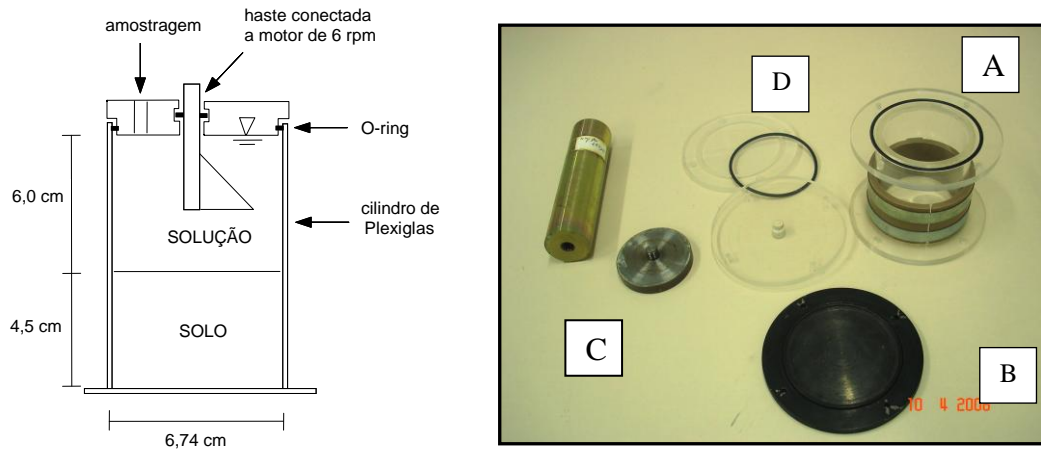 amostragem
haste conectada
a motor de 6 rpm
O-ring
6,0 cm
cilindro de
Plexiglas
SOLUÇÃO
4,5 cm
SOLO
6,74 cm
A
D
C
B
10 4 2006